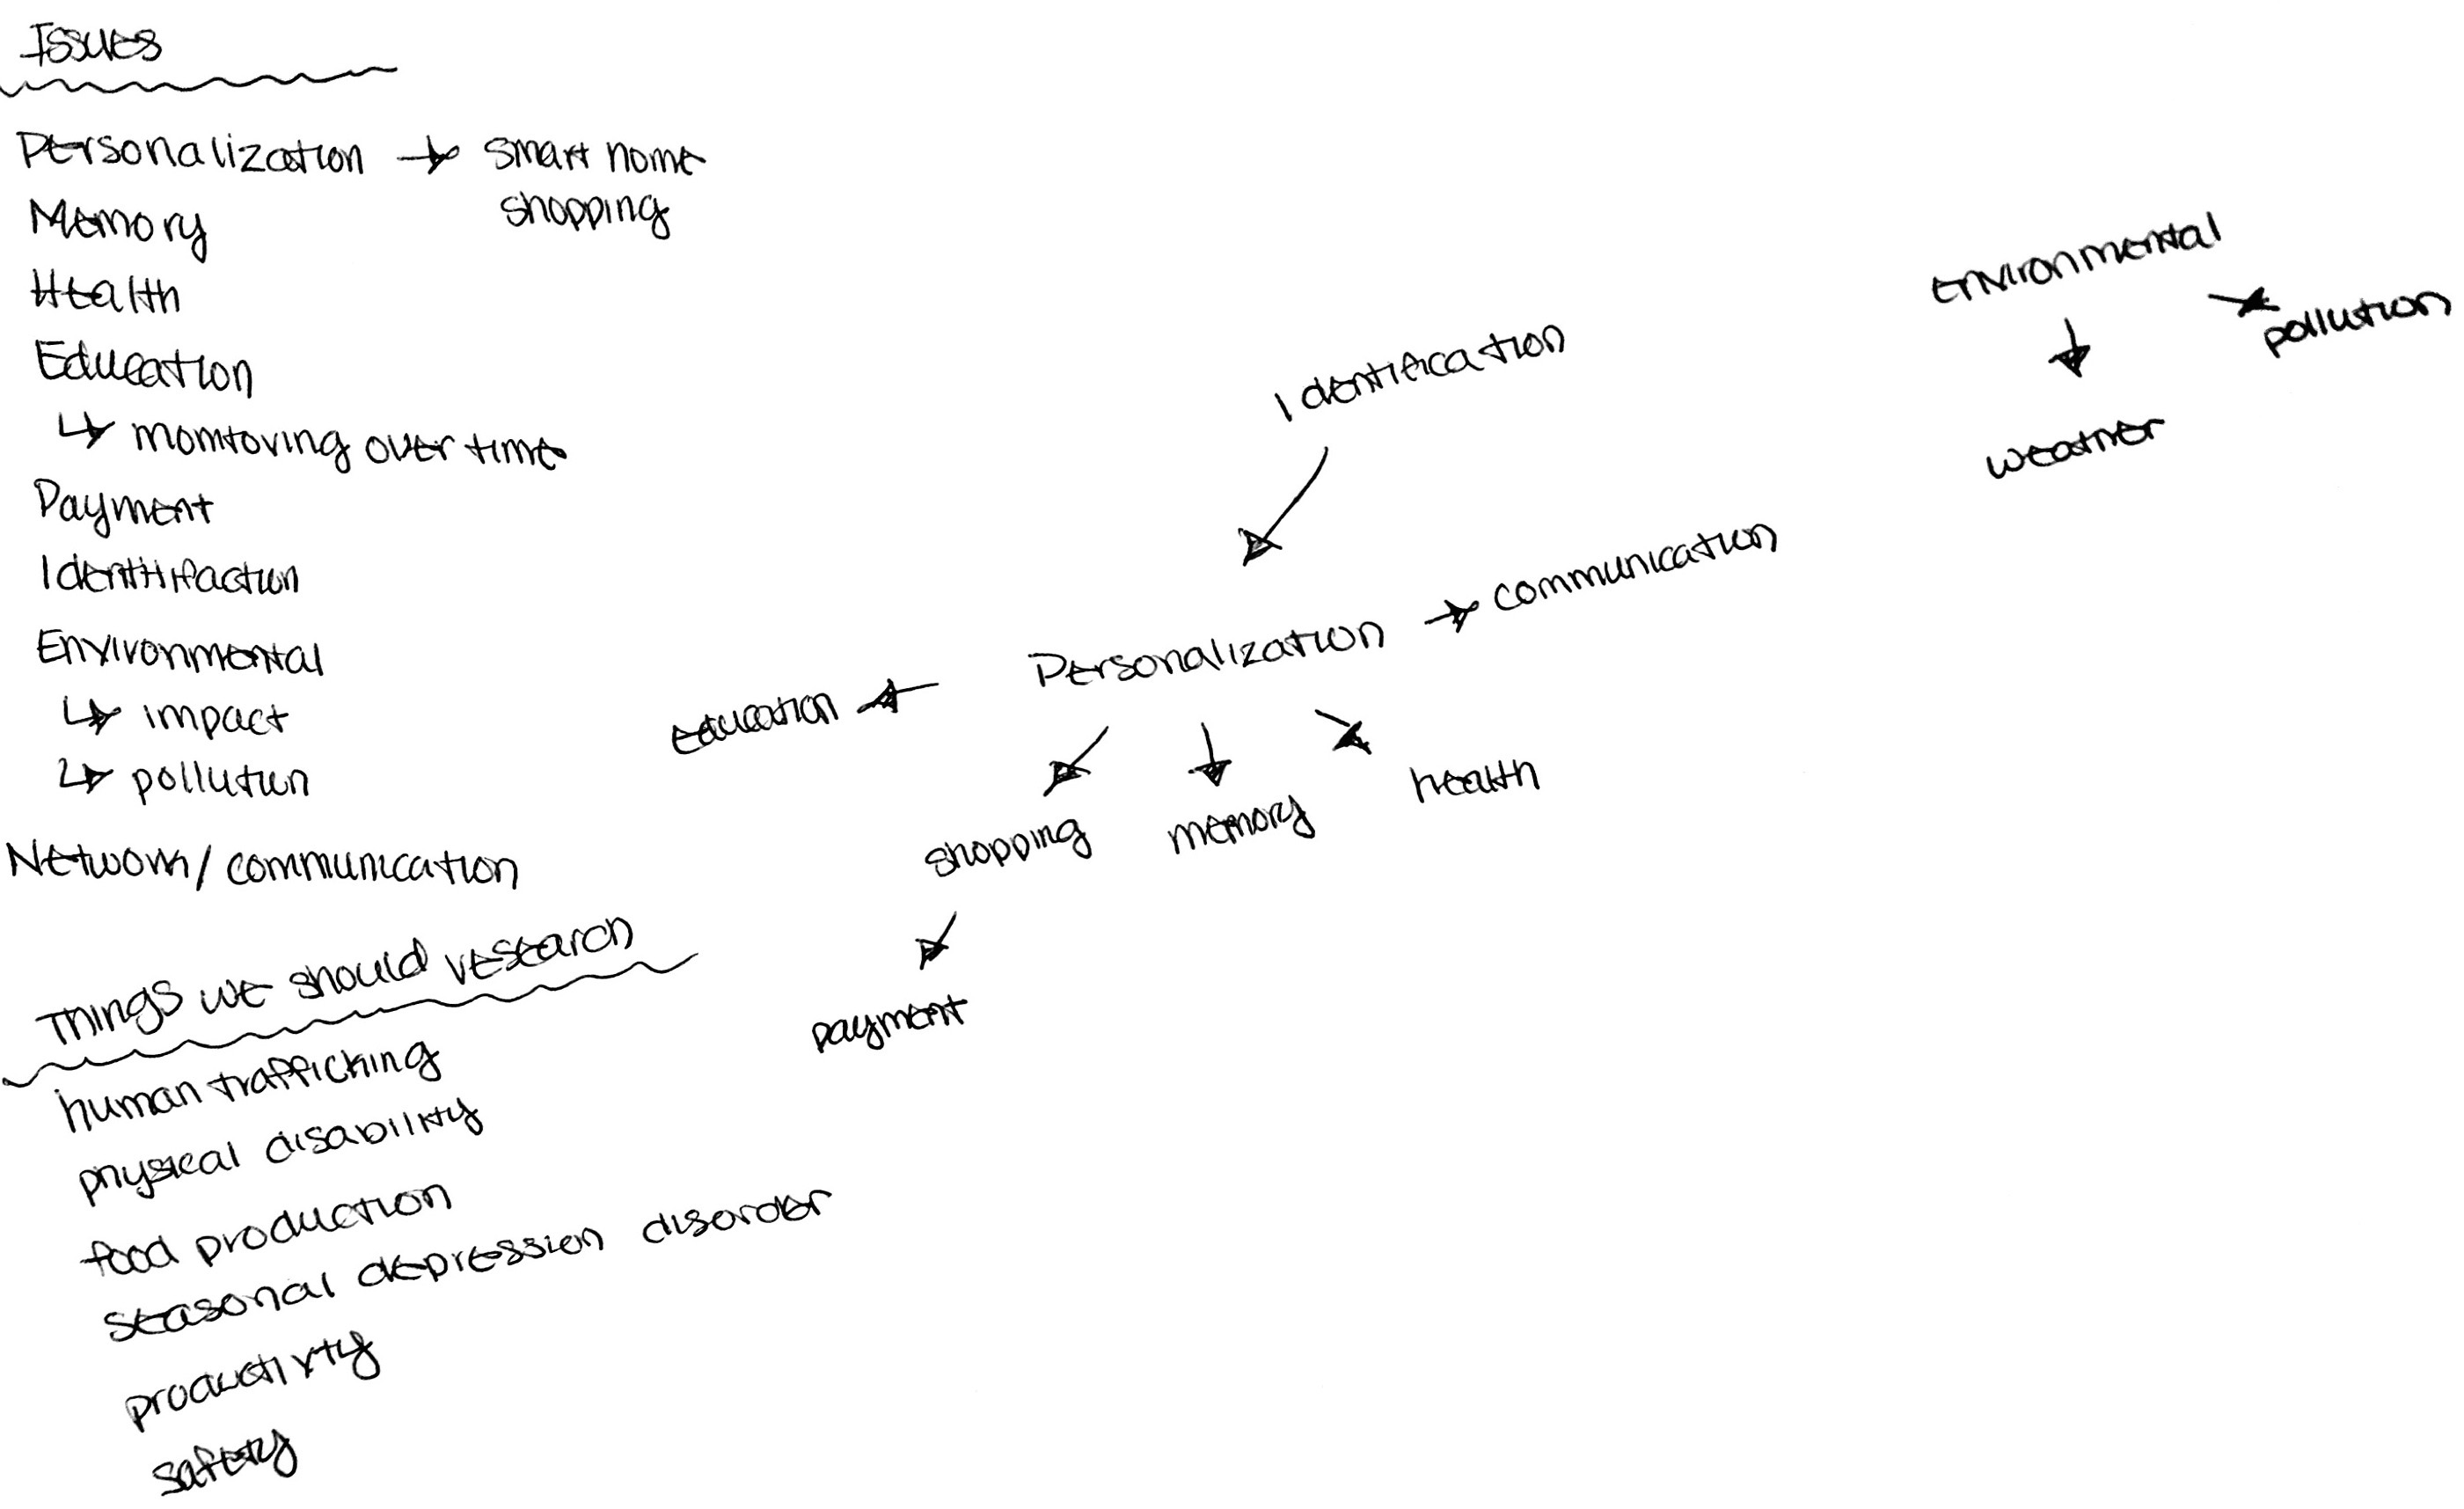 Issues
Personalization → smart home
shopping
Memory
Health
Education
↳ monitoring over time
Payment
Identitifaction
Environmental
↳ impact
↳ pollution
Network/communication
Things we should research
human trafficking
physical disability
food production
seasonal depression disorder
productivity
safety
Identification
Personalization → communication
education
shopping
memory
health
payment
environmental
pollution
weather